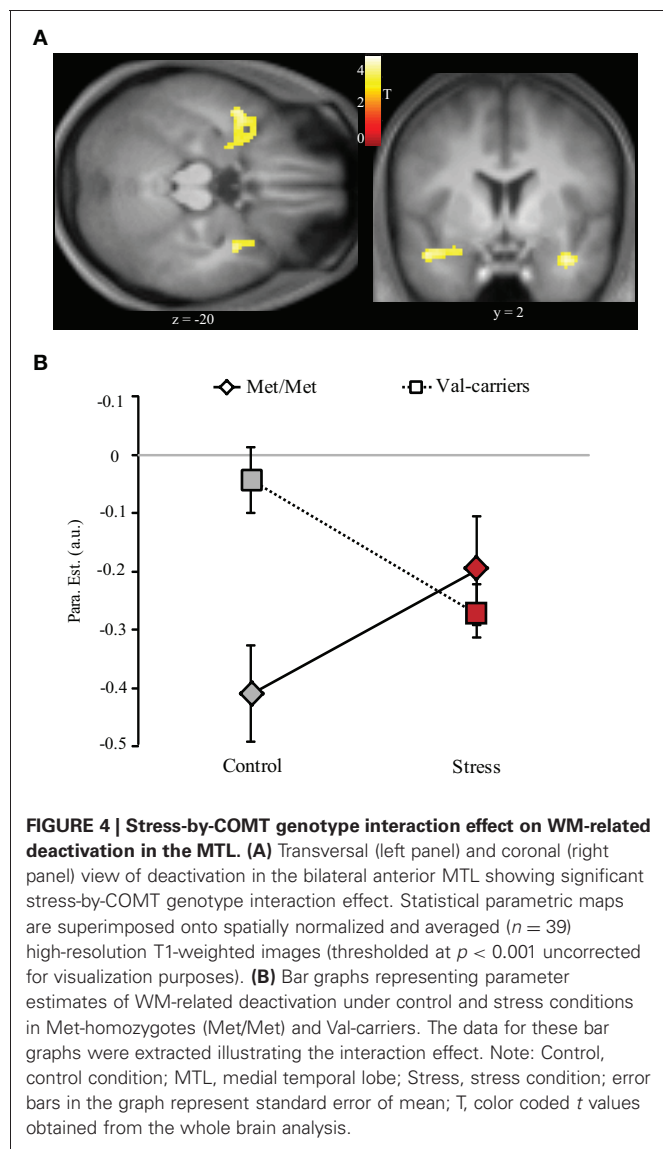 A
4
2
T
0
z = -20
y = 2
B
Met/Met
Val-carriers
-0.1
0
-0.1
-0.2
-0.3
-0.4
-0.5
Para. Est. (a.u.)
Control
Stress
FIGURE 4 | Stress-by-COMT genotype interaction effect on WM-related
deactivation in the MTL. (A) Transversal (left panel) and coronal (right
panel) view of deactivation in the bilateral anterior MTL showing significant
stress-by-COMT genotype interaction effect. Statistical parametric maps
are superimposed onto spatially normalized and averaged (n = 39)
high-resolution T1-weighted images (thresholded at p < 0.001 uncorrected
for visualization purposes). (B) Bar graphs representing parameter
estimates of WM-related deactivation under control and stress conditions
in Met-homozygotes (Met/Met) and Val-carriers. The data for these bar
graphs were extracted illustrating the interaction effect. Note: Control,
control condition; MTL, medial temporal lobe; Stress, stress condition; error
bars in the graph represent standard error of mean; T, color coded t values
obtained from the whole brain analysis.